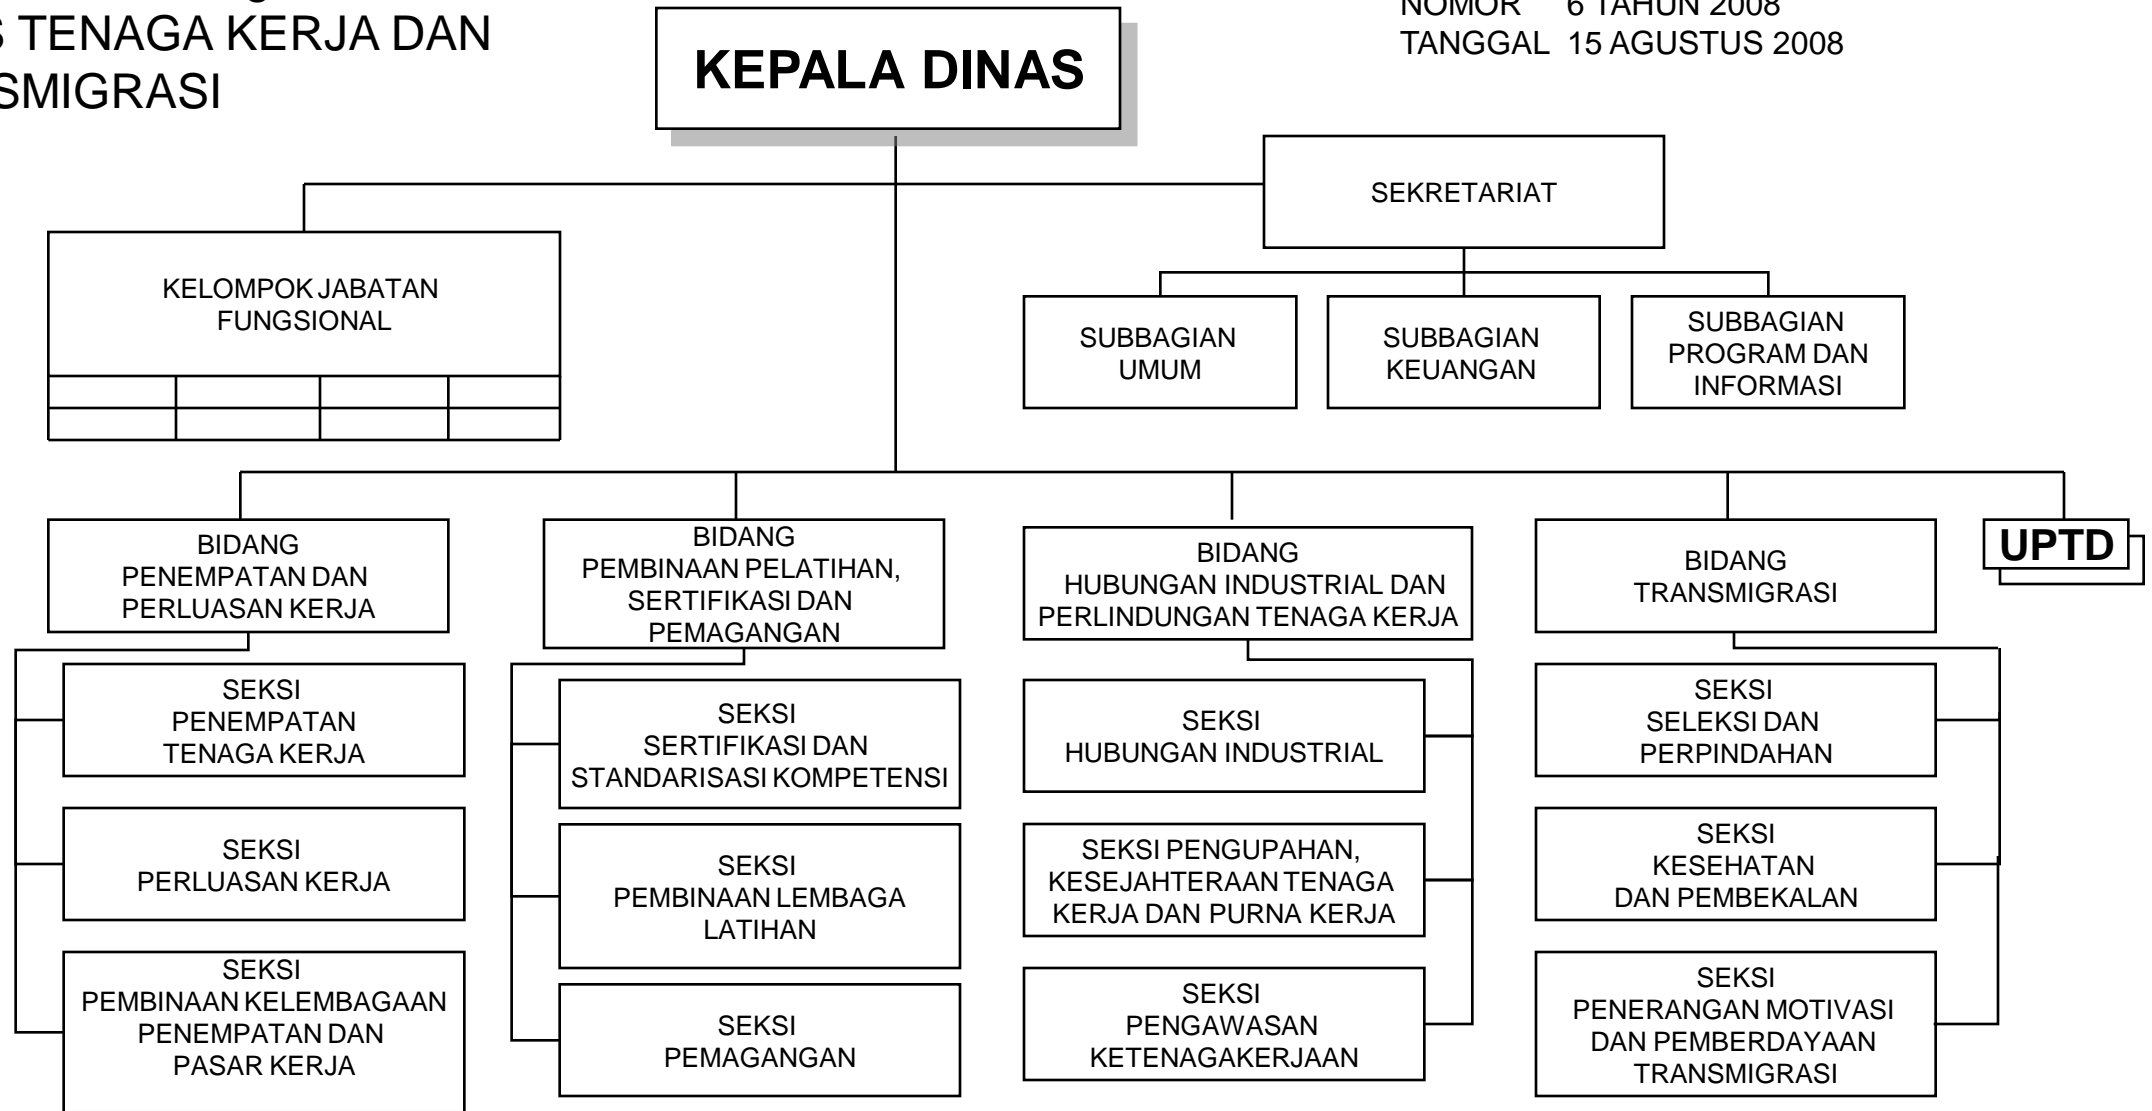 TENAGA KERJA DAN
NOMOR 6 TAHUN 2008
TANGGAL 15 AGUSTUS 2008
KEPALA DINAS
SEKRETARIAT
KELOMPOK JABATAN
FUNGSIONAL
SUBBAGIAN
UMUM
SUBBAGIAN
KEUANGAN
SUBBAGIAN
PROGRAM DAN
INFORMASI
BIDANG
PENEMPATAN DAN
PERLUASAN KERJA
BIDANG
PEMBINAAN PELATIHAN,
SERTIFIKASI DAN
PEMAGANGAN
BIDANG
HUBUNGAN INDUSTRIAL DAN
PERLINDUNGAN TENAGA KERJA
BIDANG
TRANSMIGRASI
UPTD
SEKSI
PENEMPATAN
TENAGA KERJA
SEKSI
PERLUASAN KERJA
SEKSI
PEMBINAAN KELEMBAGAAN
PENEMPATAN DAN
PASAR KERJA
SEKSI
SERTIFIKASI DAN
STANDARISASI KOMPETENSI
SEKSI
PEMBINAAN LEMBAGA
LATIHAN
SEKSI
PEMAGANGAN
SEKSI
HUBUNGAN INDUSTRIAL
SEKSI PENGUPAHAN,
KESEJAHTERAAN TENAGA
KERJA DAN PURNA KERJA
SEKSI
PENGAWASAN
KETENAGAKERJAAN
SEKSI
SELEKSI DAN
PERPINDAHAN
SEKSI
KESEHATAN
DAN PEMBEKALAN
SEKSI
PENERANGAN MOTIVASI
DAN PEMBERDAYAAN
TRANSMIGRASI